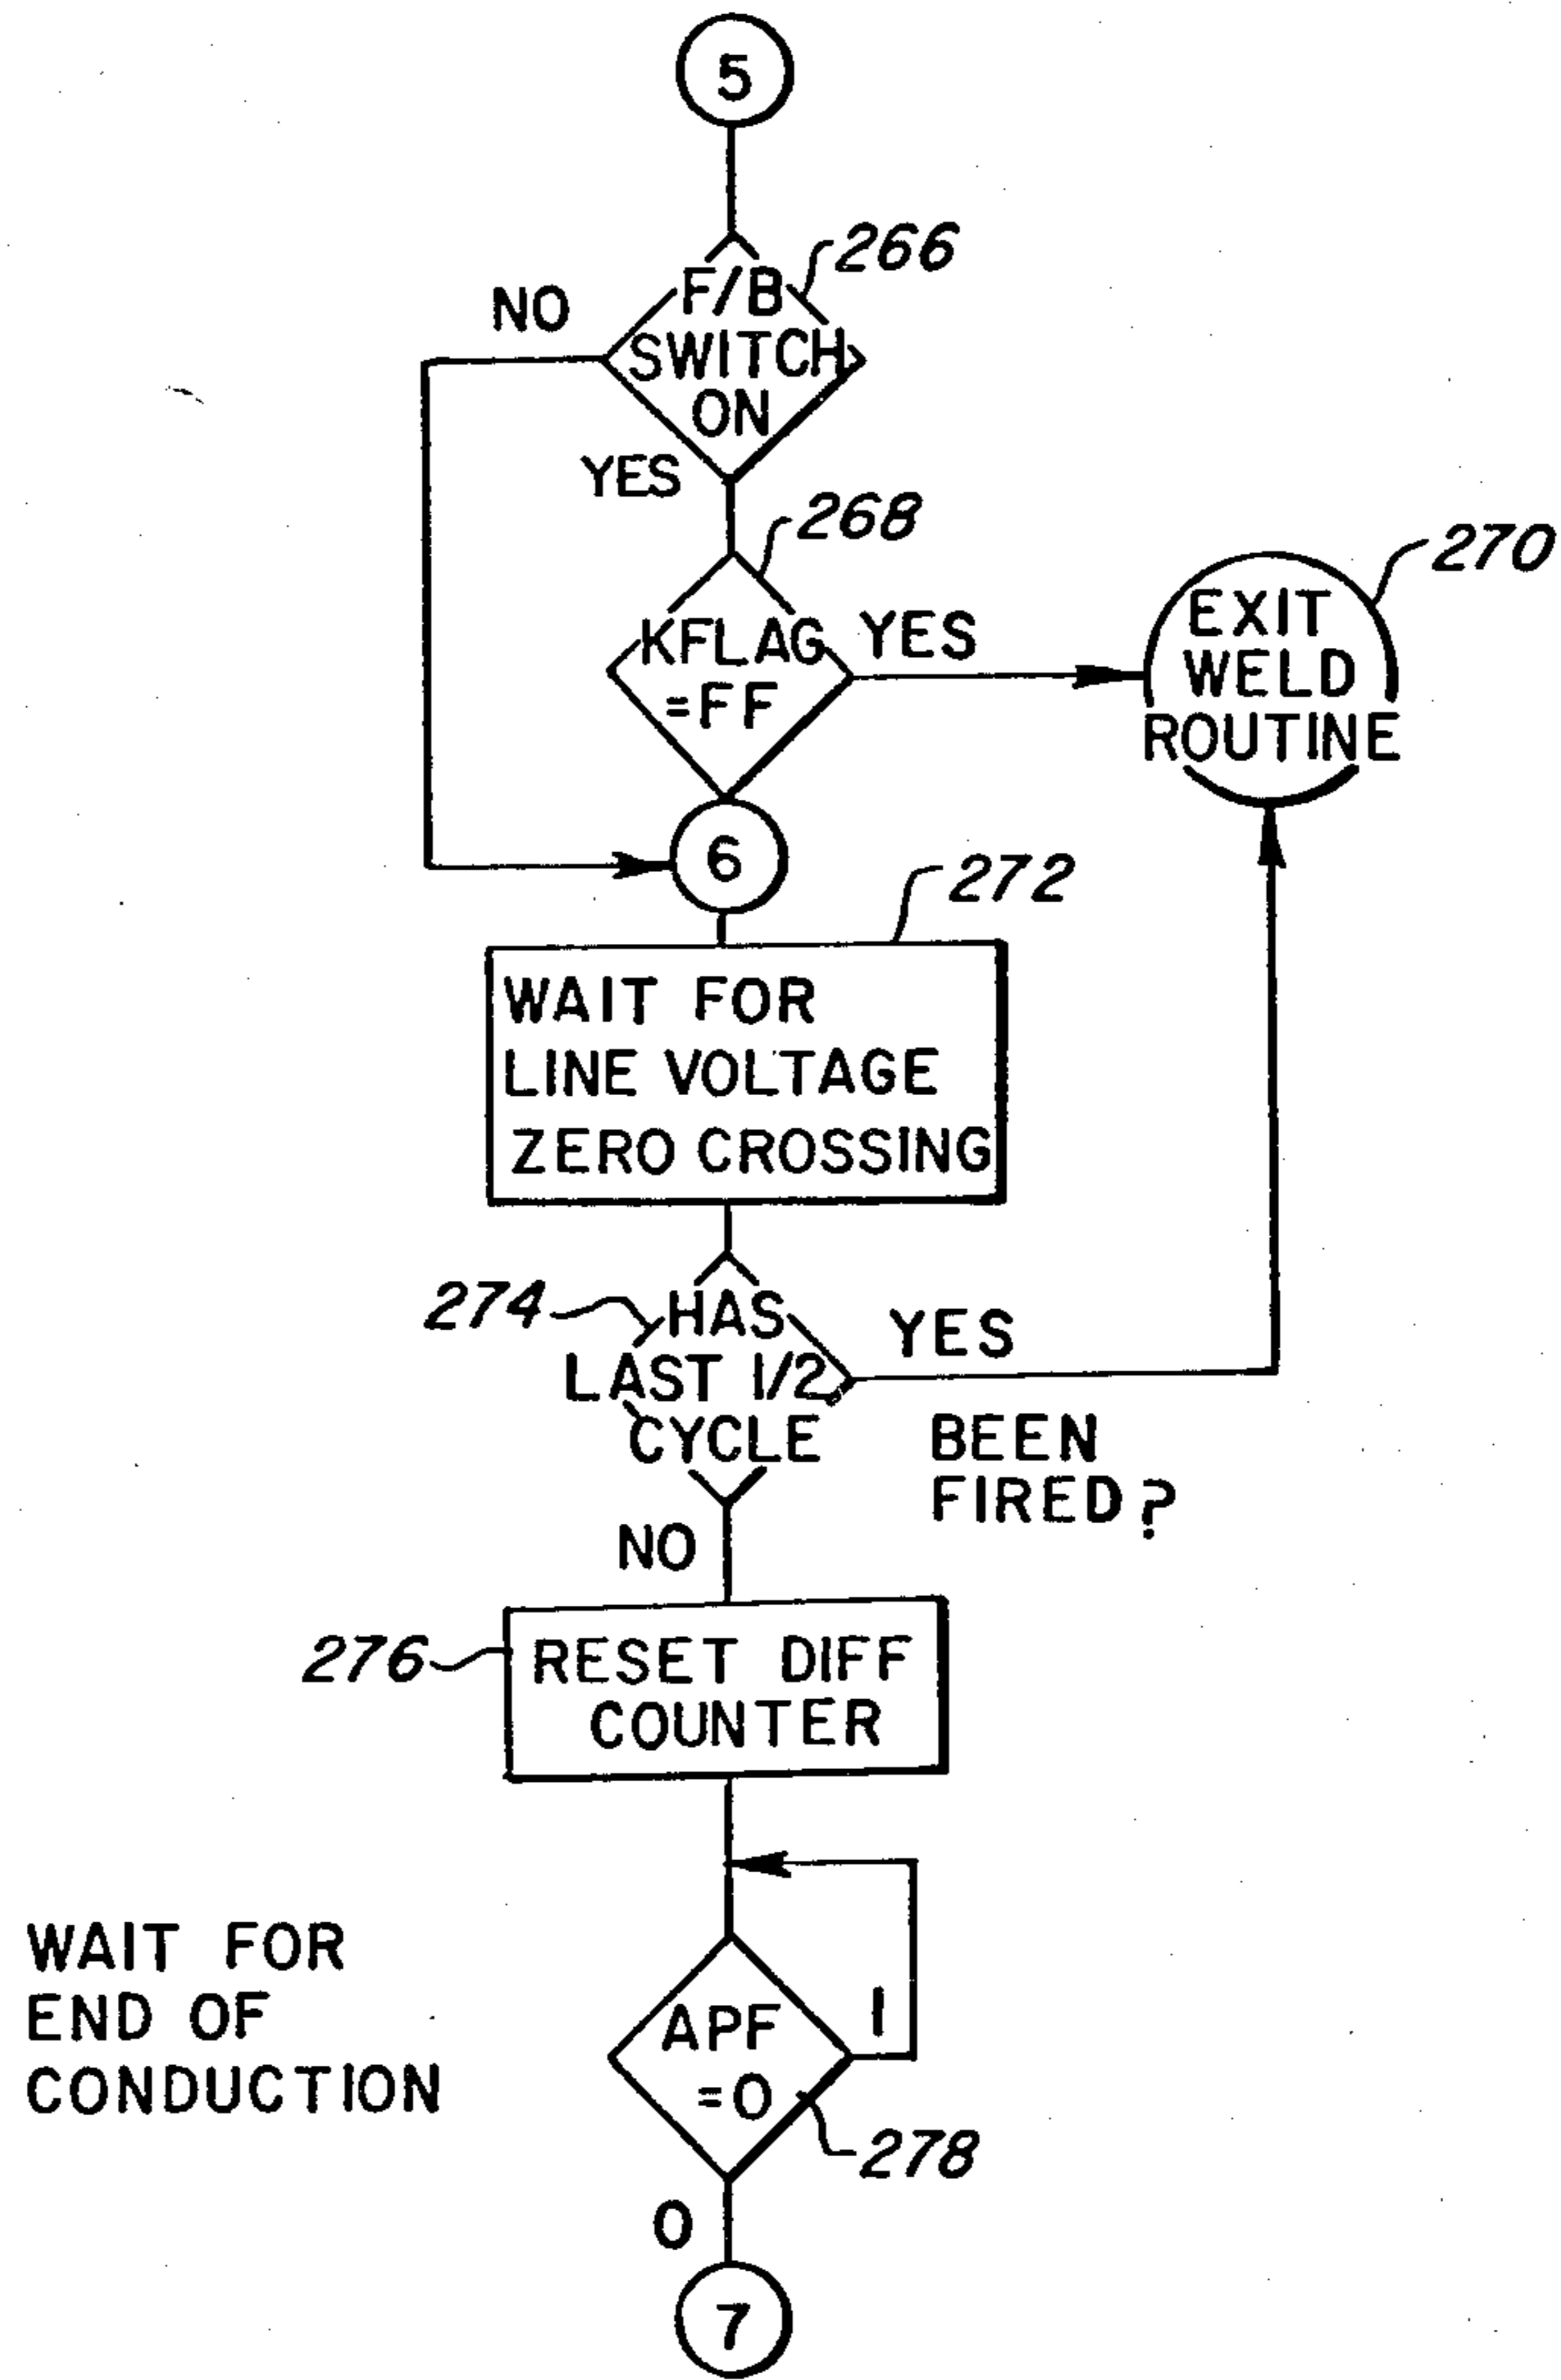 5
266
NO
F/B
SWITCH
ON
YES
268
270
KFLAG
=FF
YES
EXIT
WELD
ROUTINE
6
272
WAIT FOR
LINE VOLTAGE
ZERO CROSSING
274
HAS
LAST 1/2
CYCLE
YES
BEEN
FIRED?
NO
276
RESET DIFF
COUNTER
WAIT FOR
END OF
CONDUCTION
APF
=0
1
278
0
7